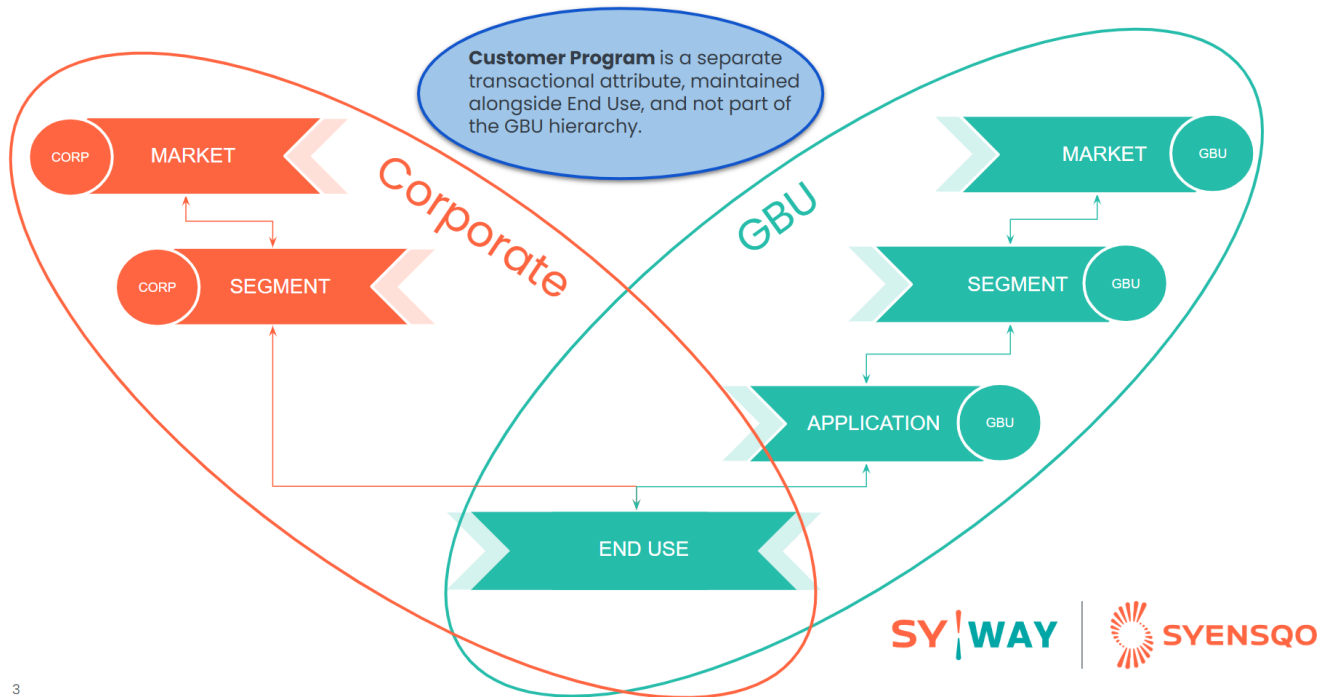 Customer Program is a separate
transactional attribute, maintained
alongside End Use, and not part of
the GBU hierarchy.
CORP
MARKET
MARKET
GBU
Corporate
GBU
CORP
SEGMENT
SEGMENT
GBU
APPLICATION
GBU
END USE
SY!WAY
SYENSQO
3